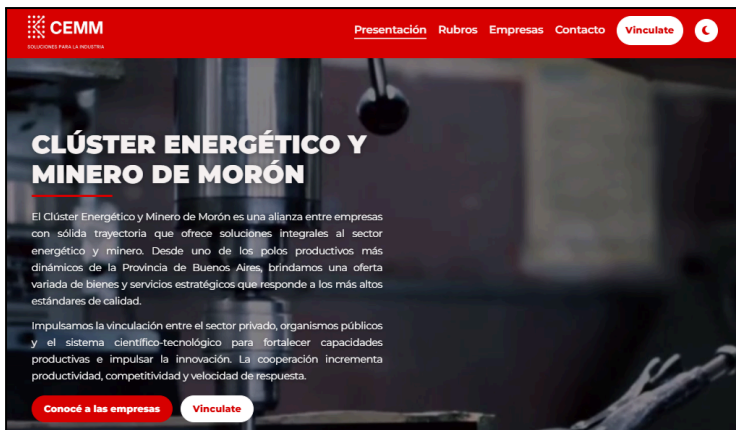 CEMM
SOLUCIONES PARA LA INDUSTRIA
Presentación Rubros Empresas Contacto Vinculate
CLÚSTER ENERGÉTICO Y
MINERO DE MORÓN
El Clúster Energético y Minero de Morón es una alianza entre empresas
con sólida trayectoria que ofrece soluciones integrales al sector
energético y minero. Desde uno de los polos productivos más
dinámicos de la Provincia de Buenos Aires, brindamos una oferta
variada de bienes y servicios estratégicos que responde a los más altos
estándares de calidad.
Impulsamos la vinculación entre el sector privado, organismos públicos
y el sistema científico-tecnológico para fortalecer capacidades
productivas e impulsar la innovación. La cooperación incrementa
productividad, competitividad y velocidad de respuesta.
Conocé a las empresas Vinculate